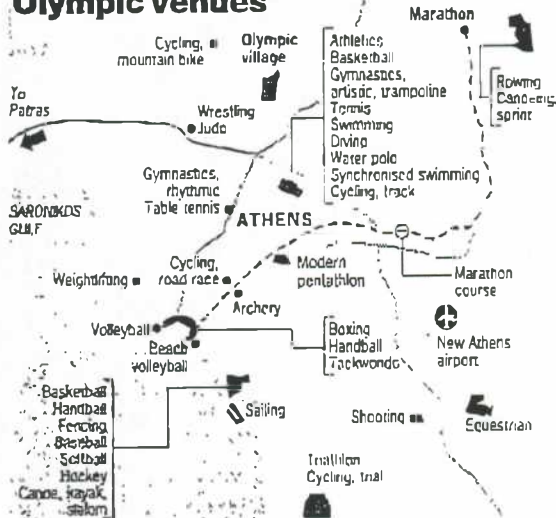 Olympic venues
Cycling,
mountain bike
Olympic
village
Athletics
Basketball
Gymnastics,
artistic, trampoline
Tennis
Swimming
Diving
Water polo
Synchronised swimming
Cycling, track
Marathon
Rowing
Canoeing,
sprint
To
Patras
Wrestling
Judo
Gymnastics,
rhythmic
Table tennis
ATHENS
SARONIKOS
GULF
Weightlifting
Cycling,
road race
Archery
Modern
pentathlon
Marathon
course
Volleyball
Beach
volleyball
Boxing
Handball
Taekwondo
New Athens
airport
Basketball
Handball
Fencing
Baseball
Softball
Hockey
Canoe, kayak,
slalom
Sailing
Shooting
Equestrian
Triathlon
Cycling, trial